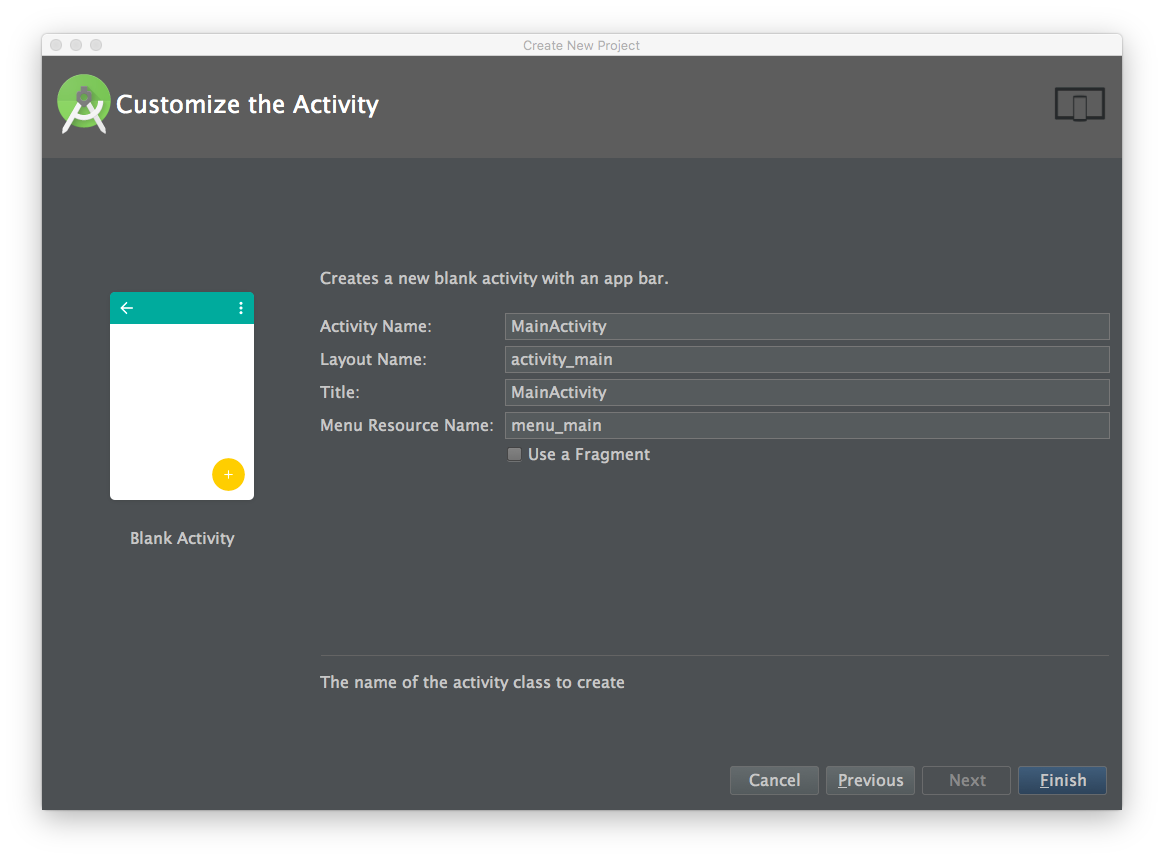 Create New Project
Customize the Activity
Creates a new blank activity with an app bar.
Activity Name: MainActivity
Layout Name: activity_main
Title: MainActivity
Menu Resource Name: menu_main
Use a Fragment
Blank Activity
The name of the activity class to create
Cancel Previous Next Finish